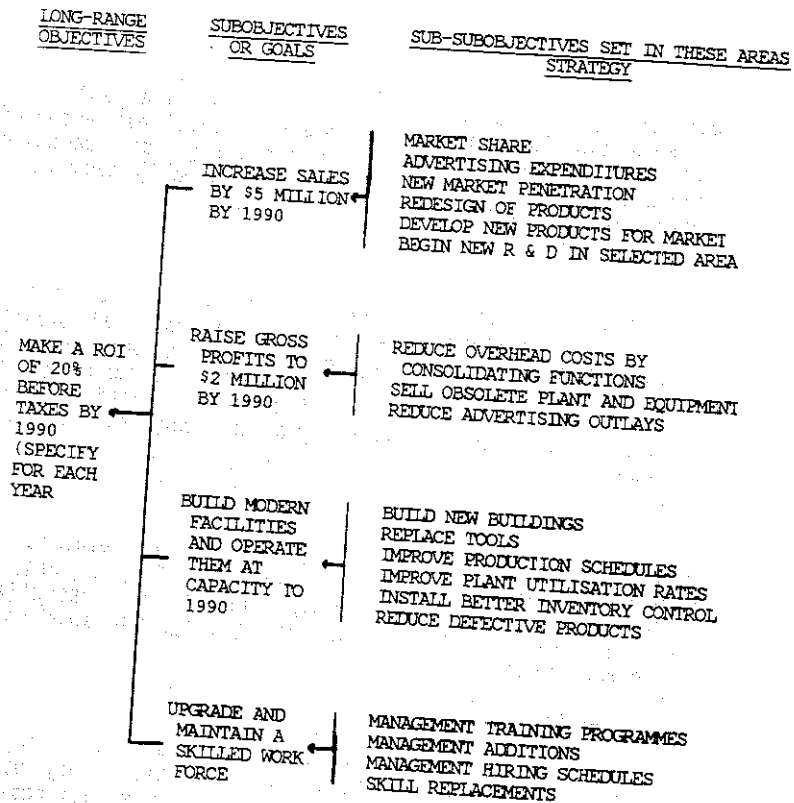 LONG-RANGE
OBJECTIVES
SUBOBJECTIVES
OR GOALS
SUB-SUBOBJECTIVES SET IN THESE AREAS
STRATEGY
MAKE A ROI
OF 20%
BEFORE
TAXES BY
1990
(SPECIFY
FOR EACH
YEAR
INCREASE SALES
BY $5 MILLION
BY 1990
MARKET SHARE
ADVERTISING EXPENDITURES
NEW MARKET PENETRATION
REDESIGN OF PRODUCTS
DEVELOP NEW PRODUCTS FOR MARKET
BEGIN NEW R & D IN SELECTED AREA
RAISE GROSS
PROFITS TO
$2 MILLION
BY 1990
REDUCE OVERHEAD COSTS BY
CONSOLIDATING FUNCTIONS
SELL OBSOLETE PLANT AND EQUIPMENT
REDUCE ADVERTISING OUTLAYS
BUILD MODERN
FACILITIES
AND OPERATE
THEM AT
CAPACITY TO
1990
BUILD NEW BUILDINGS
REPLACE TOOLS
IMPROVE PRODUCTION SCHEDULES
IMPROVE PLANT UTILISATION RATES
INSTALL BETTER INVENTORY CONTROL
REDUCE DEFECTIVE PRODUCTS
UPGRADE AND
MAINTAIN A
SKILLED WORK
FORCE
MANAGEMENT TRAINING PROGRAMMES
MANAGEMENT ADDITIONS
MANAGEMENT HIRING SCHEDULES
SKILL REPLACEMENTS